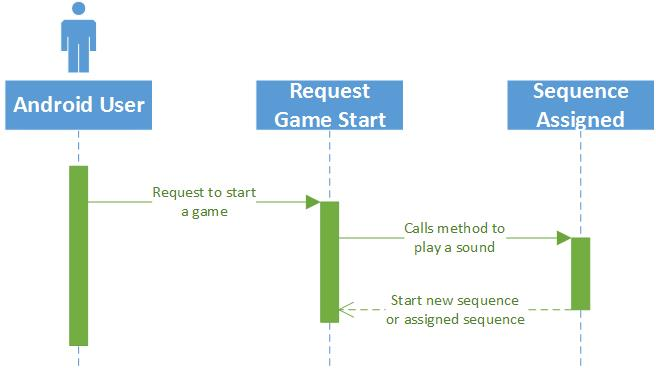 Android User
Request
Game Start
Sequence
Assigned
Request to start
a game
Calls method to
play a sound
Start new sequence
or assigned sequence